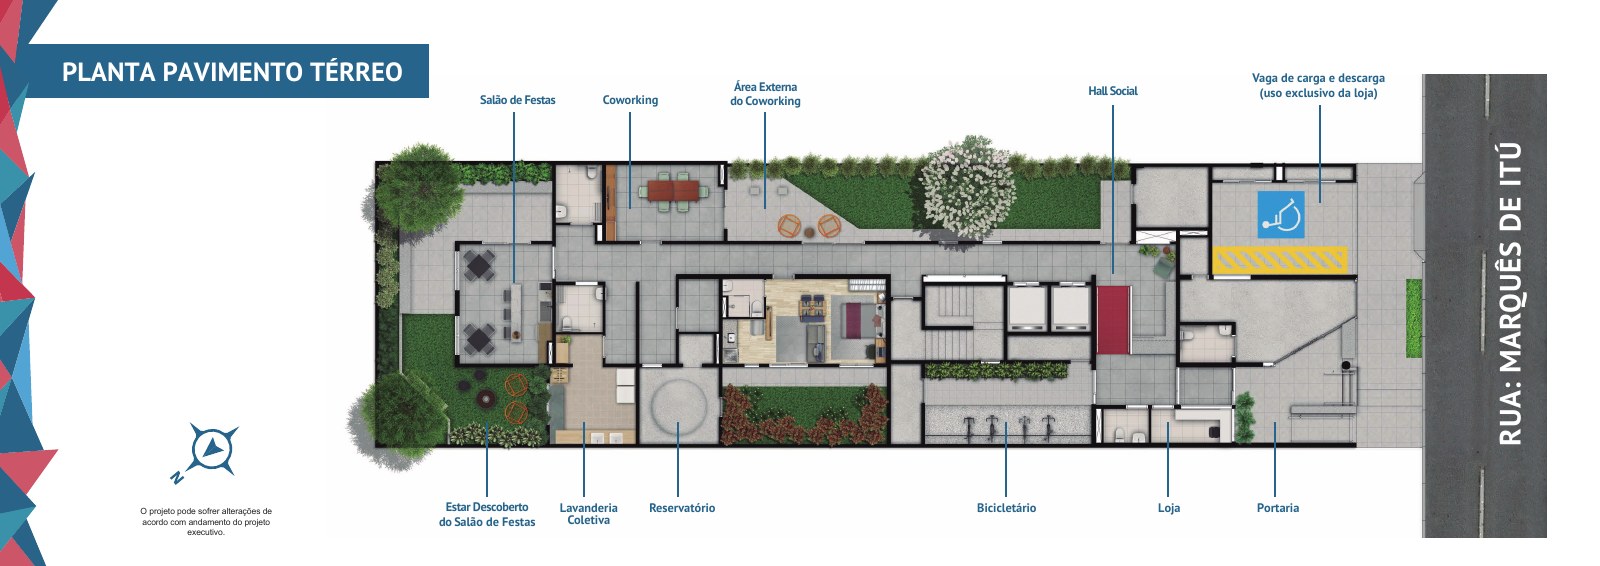 PLANTA PAVIMENTO TÉRREO
Salão de Festas
Coworking
Área Externa
do Coworking
Hall Social
Vaga de carga e descarga
(uso exclusivo da loja)
RUA: MARQUÊS DE ITÚ
N
O projeto pode sofrer alterações de
acordo com andamento do projeto
executivo.
Estar Descoberto
do Salão de Festas
Lavanderia
Coletiva
Reservatório
Bicicletário
Loja
Portaria